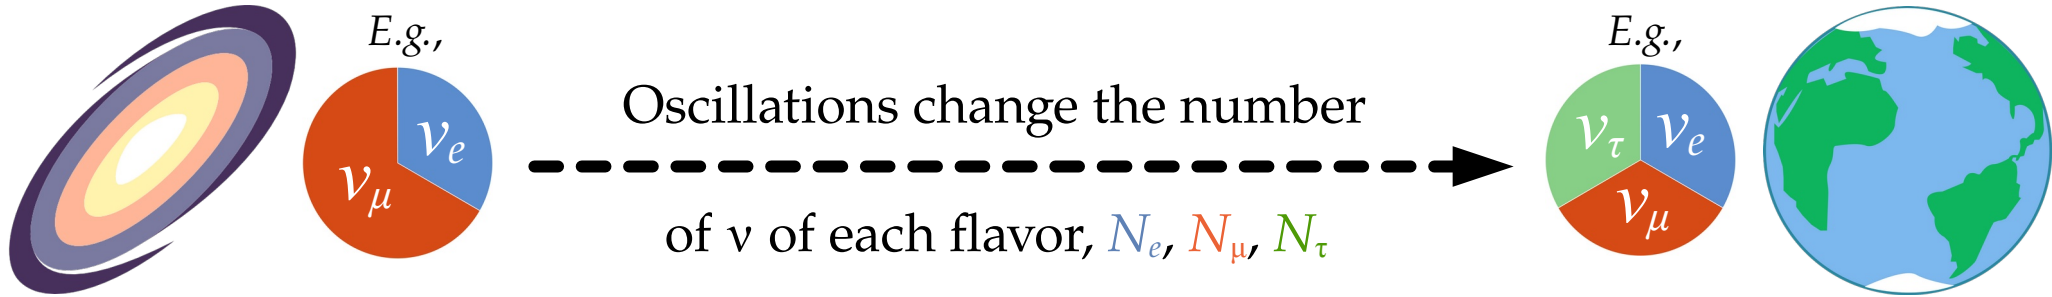 E.g.,
ν_e
ν_μ
Oscillations change the number
of ν of each flavor, N_e, N_μ, N_τ
E.g.,
ν_τ
ν_e
ν_μ